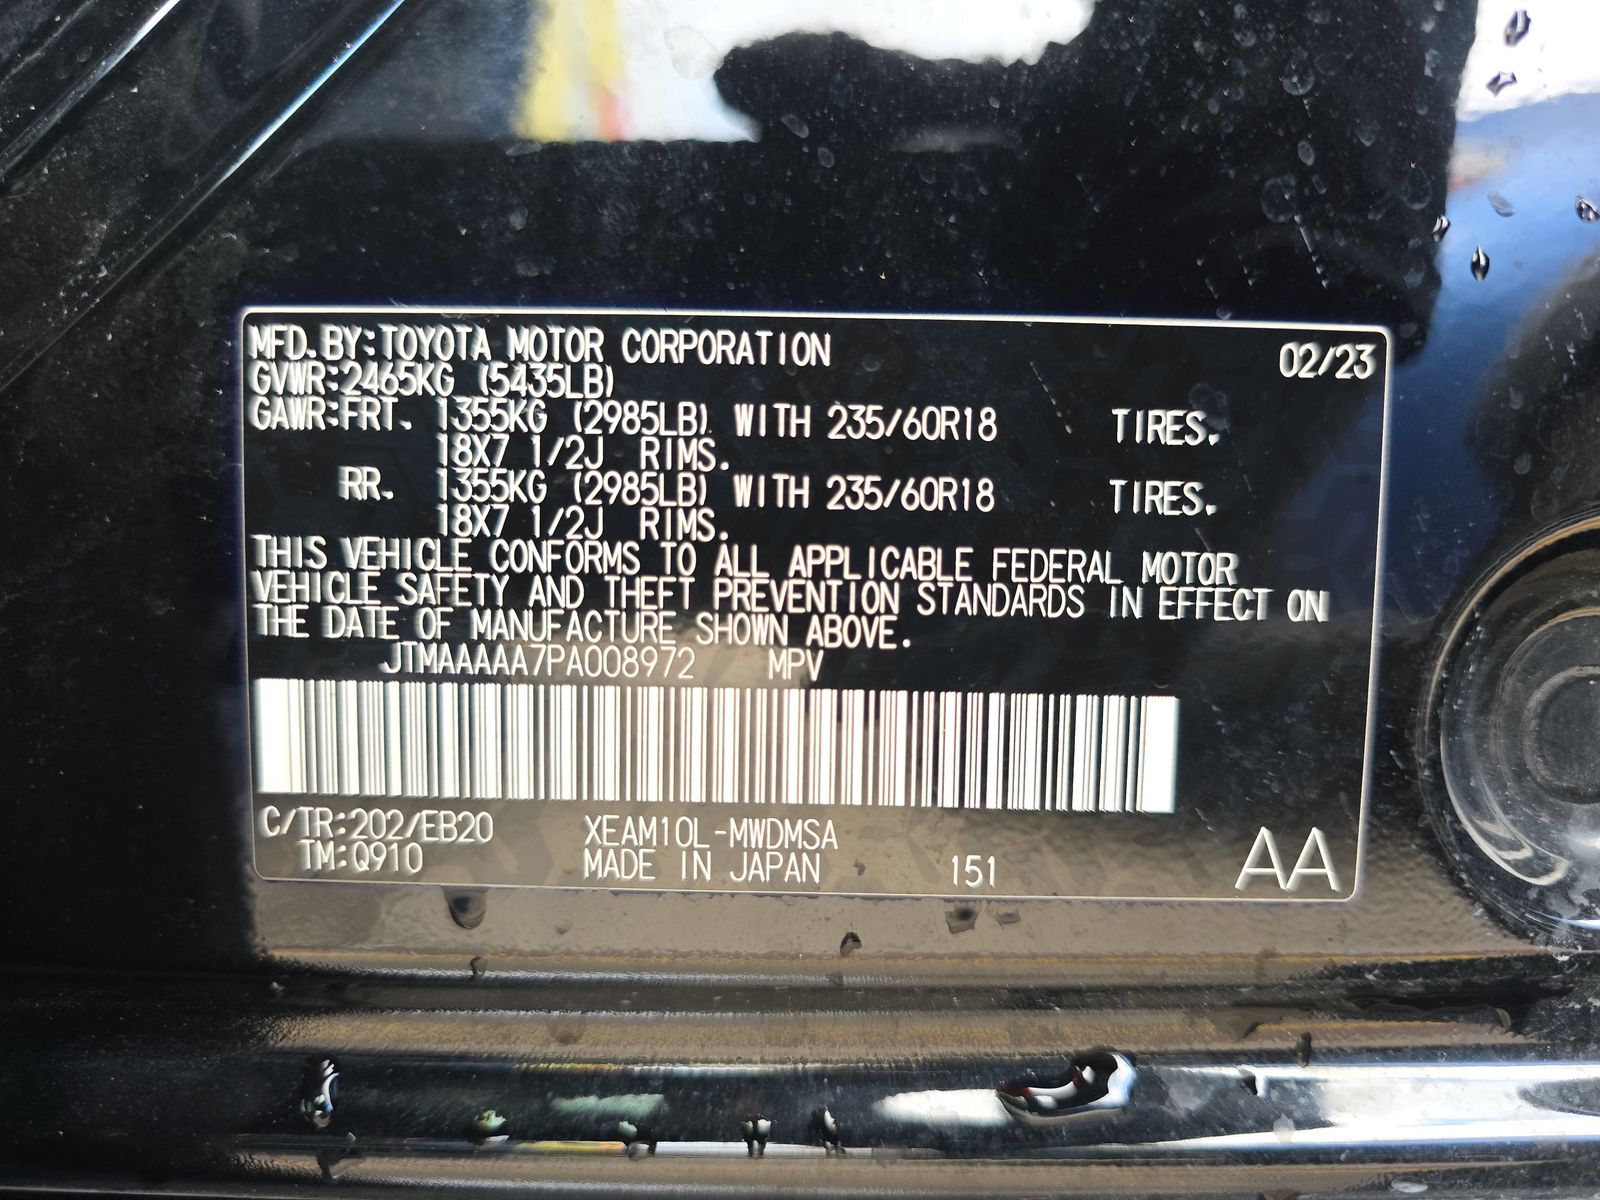 MFD. BY:TOYOTA MOTOR CORPORATION 02/23
GVWR:2465KG (5435LB)
GAWR:FRT. 1355KG (2985LB) WITH 235/60R18 TIRES.
18X7 1/2J RIMS.
RR. 1355KG (2985LB) WITH 235/60R18 TIRES.
18X7 1/2J RIMS.
THIS VEHICLE CONFORMS TO ALL APPLICABLE FEDERAL MOTOR
VEHICLE SAFETY AND THEFT PREVENTION STANDARDS IN EFFECT ON
THE DATE OF MANUFACTURE SHOWN ABOVE.
JTMAAAAA7PA008972 MPV
C/TR:202/EB20 XEAM10L-MWDMSA
TM:Q910 MADE IN JAPAN 151 AA